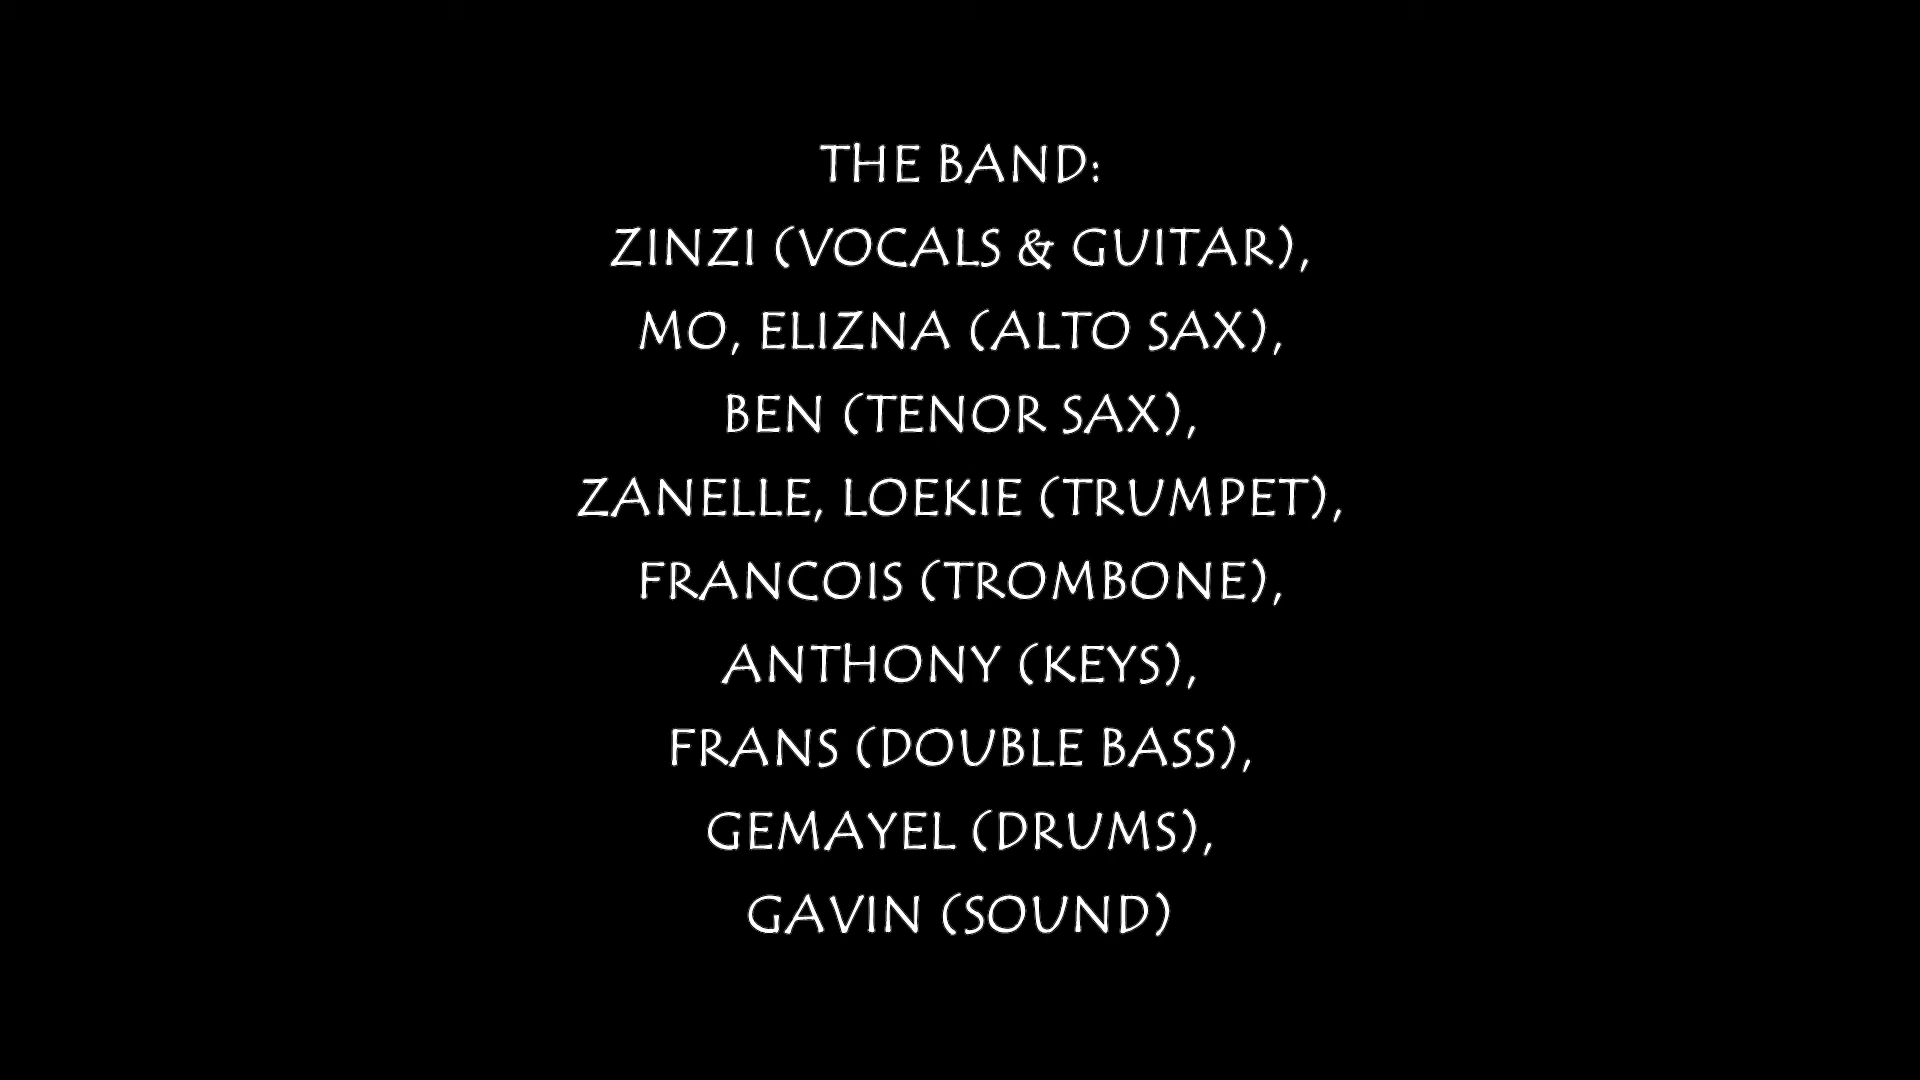 THE BAND:
ZINZI (VOCALS & GUITAR),
MO, ELIZNA (ALTO SAX),
BEN (TENOR SAX),
ZANELLE, LOEKIE (TRUMPET),
FRANCOIS (TROMBONE),
ANTHONY (KEYS),
FRANS (DOUBLE BASS),
GEMAYEL (DRUMS),
GAVIN (SOUND)